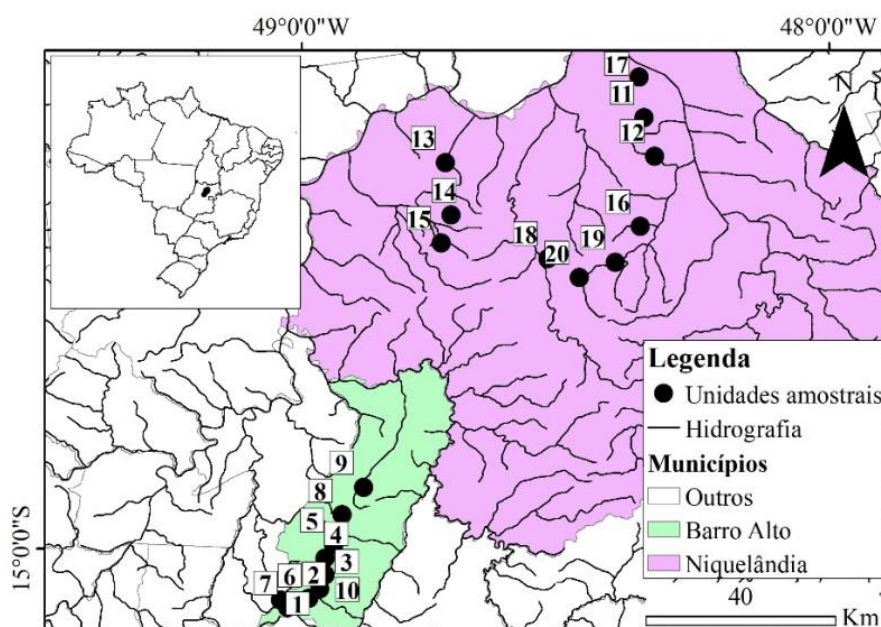 49°0'0"W
48°0'0"W
17
11
N
12
13
14
16
15
18
19
20
Legenda
Unidades amostrais
Hidrografia
Municípios
Outros
Barro Alto
Niquelândia
9
8
5
4
15°0'0"S
3
2
6
7
10
1
40
Km